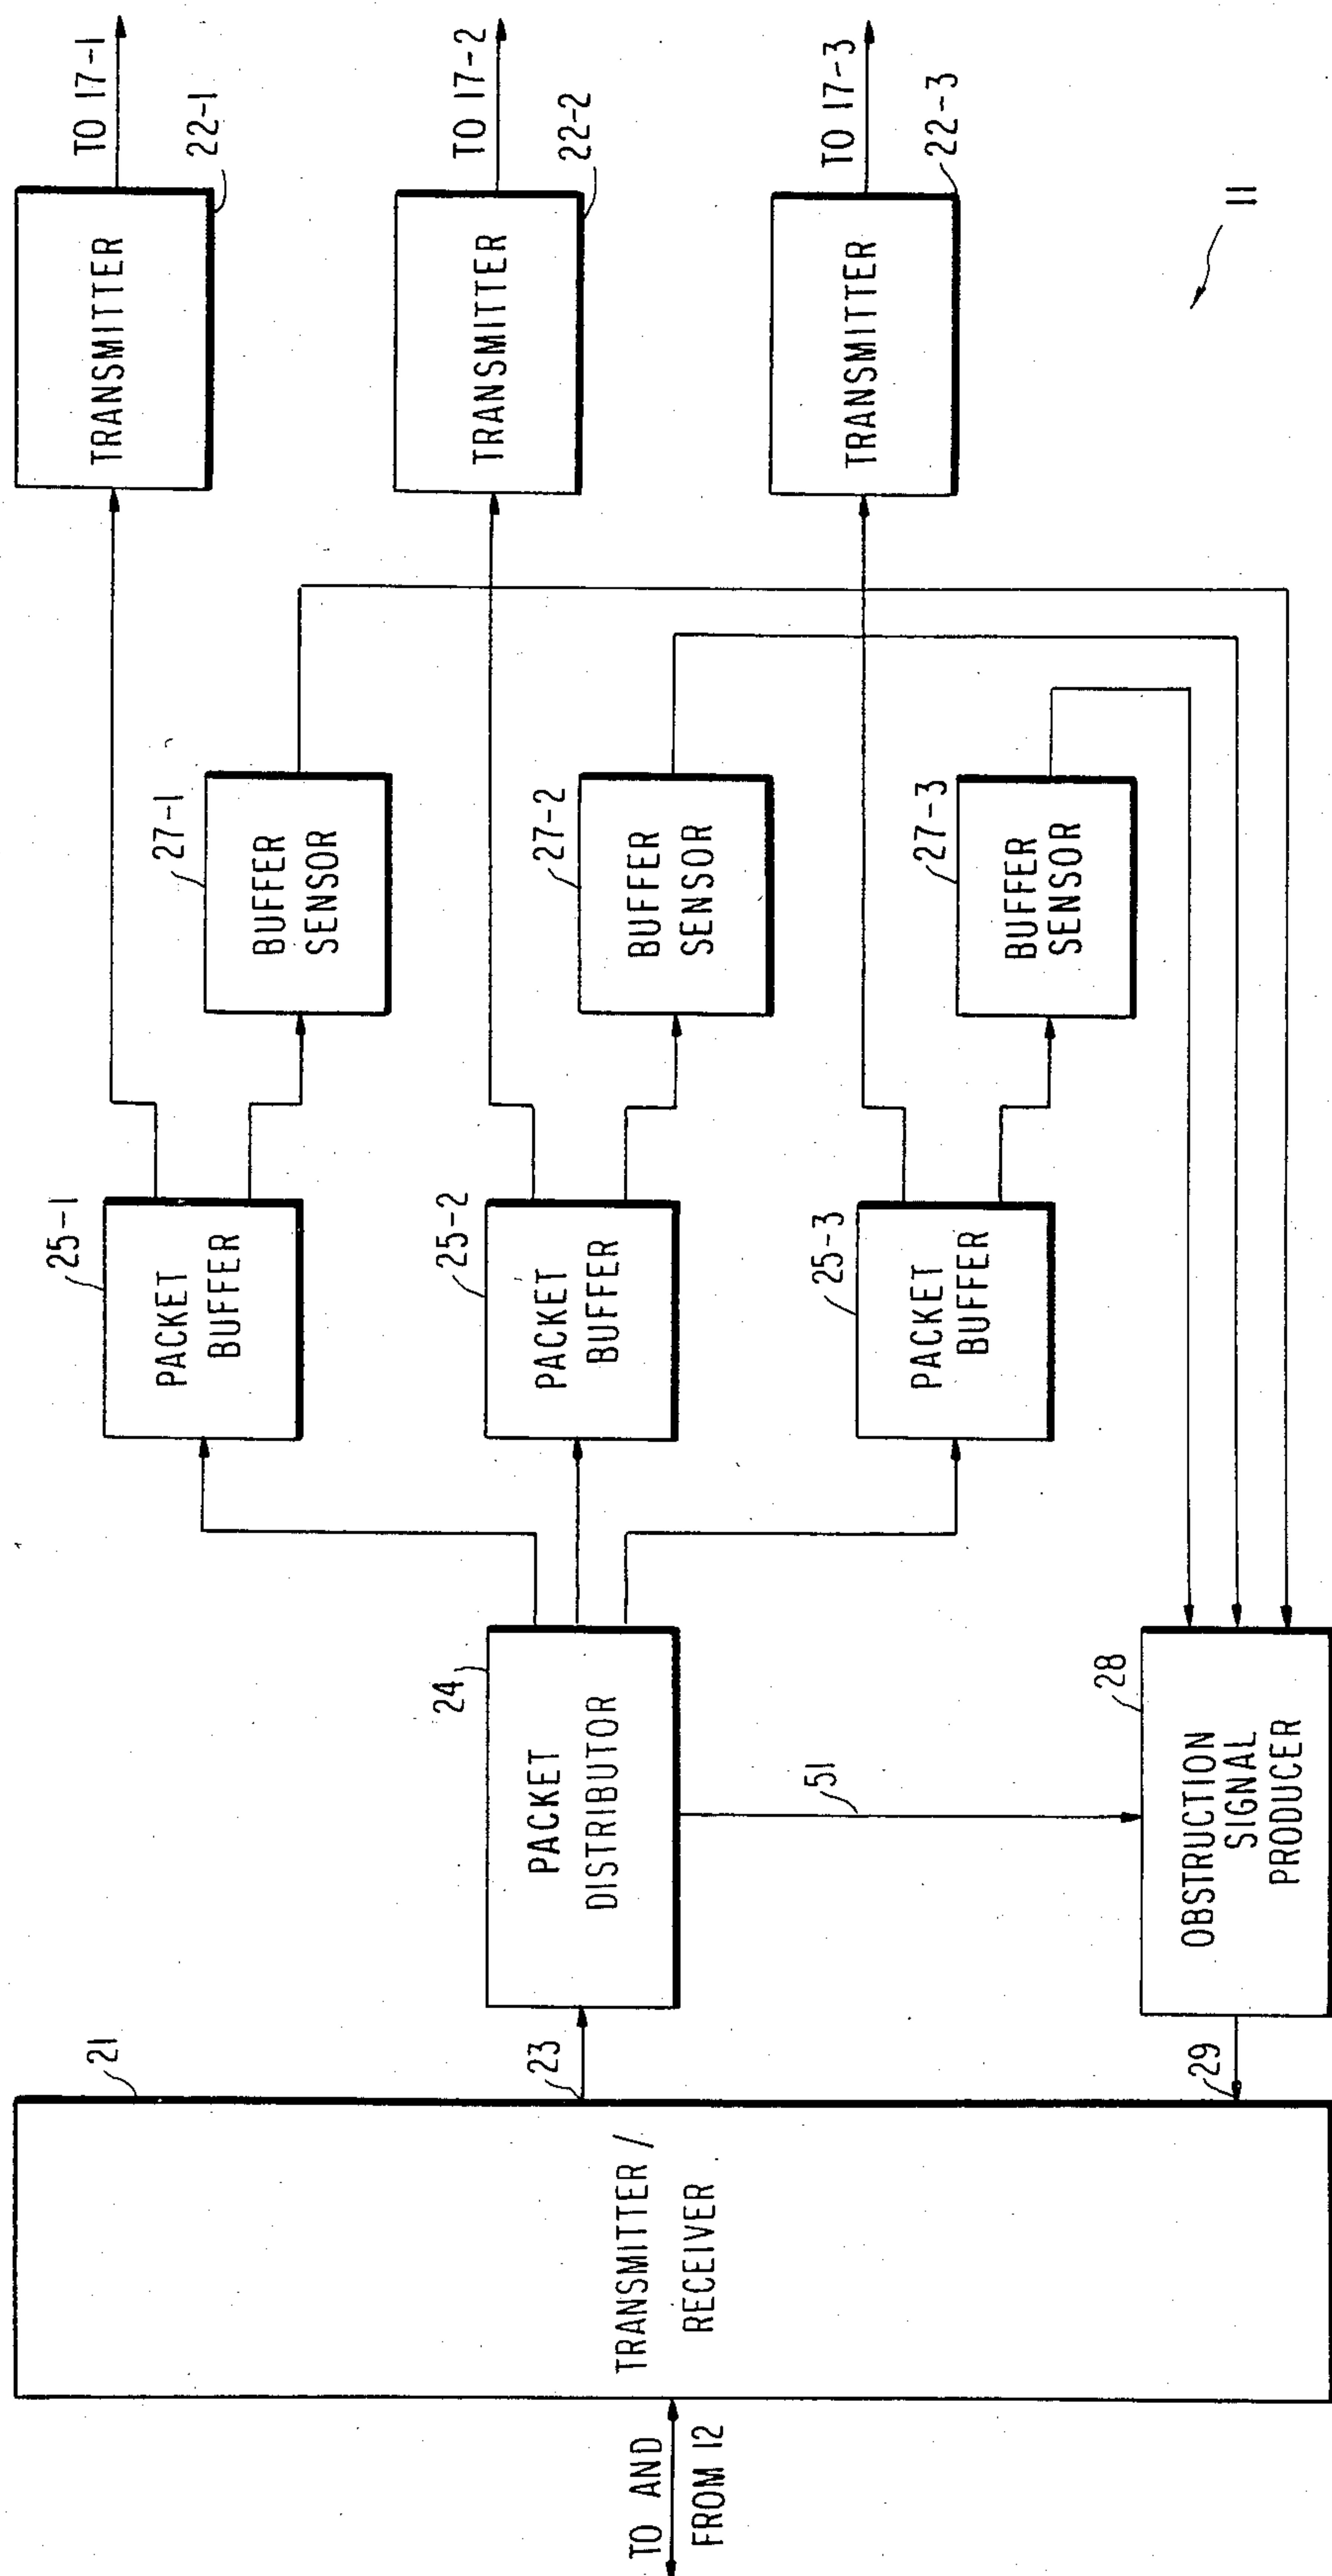 TO AND
FROM 12
TRANSMITTER /
RECEIVER
21
23
29
24
PACKET
DISTRIBUTOR
51
28
OBSTRUCTION
SIGNAL
PRODUCER
25-1
PACKET
BUFFER
25-2
PACKET
BUFFER
25-3
PACKET
BUFFER
27-1
BUFFER
SENSOR
27-2
BUFFER
SENSOR
27-3
BUFFER
SENSOR
TRANSMITTER
22-1
TO 17-1
TRANSMITTER
22-2
TO 17-2
TRANSMITTER
22-3
TO 17-3
11